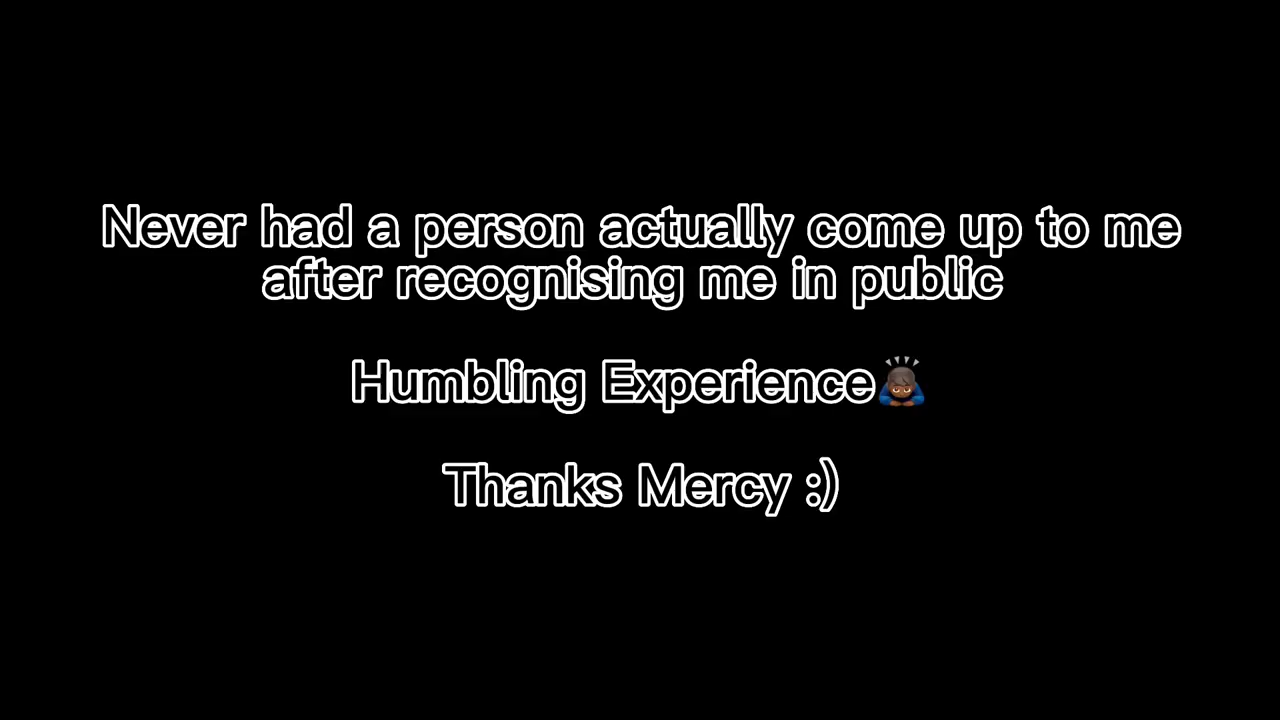 Never had a person actually come up to me
after recognising me in public
Humbling Experience🙇🏾
Thanks Mercy :)